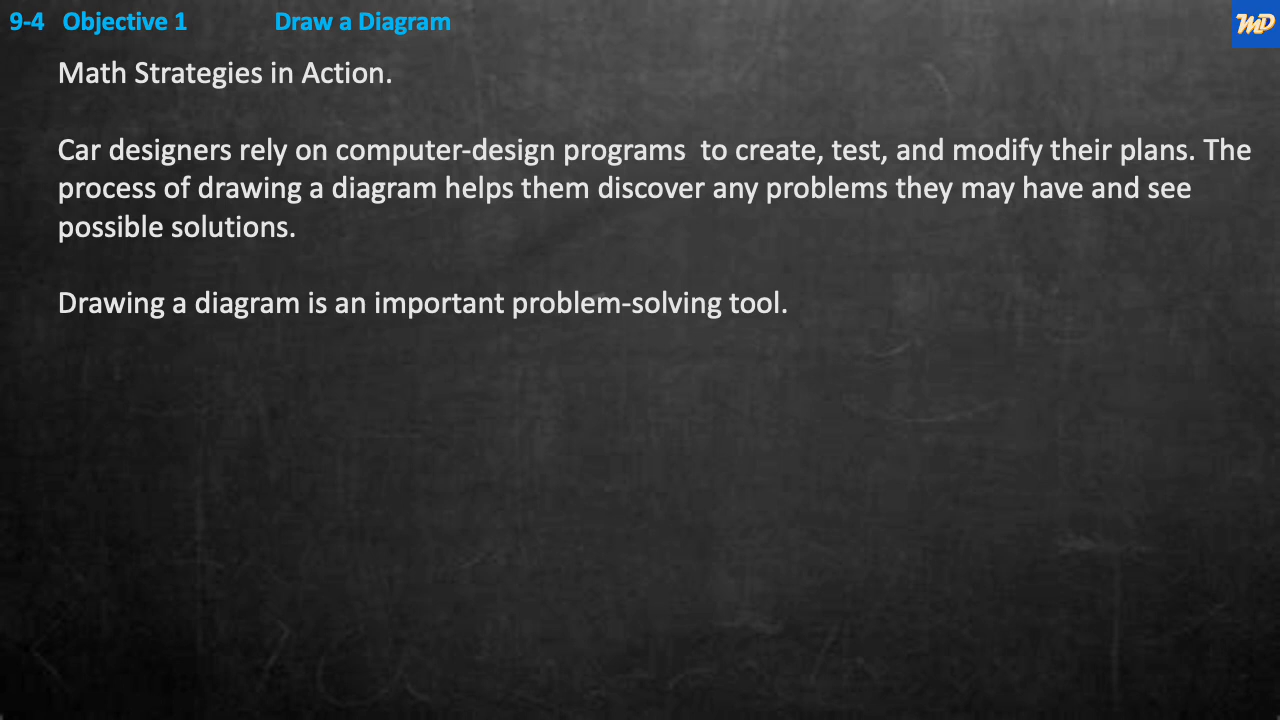 9-4 Objective 1 Draw a Diagram
MD
Math Strategies in Action.
Car designers rely on computer-design programs  to create, test, and modify their plans. The
process of drawing a diagram helps them discover any problems they may have and see
possible solutions.
Drawing a diagram is an important problem-solving tool.